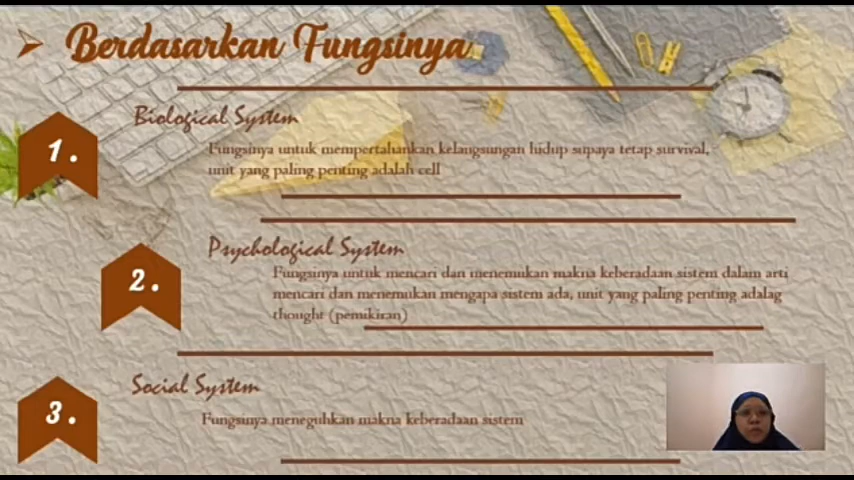 Berdasarkan Fungsinya
1.
Biological System
Fungsinya untuk mempertahankan kelangsungan hidup supaya tetap survival,
unit yang paling penting adalah cell
2.
Psychological System
Fungsinya untuk mencari dan menemukan makna keberadaan sistem dalam arti
mencari dan menemukan mengapa sistem ada, unit yang paling penting adalag
thought (pemikiran)
3.
Social System
Fungsinya meneguhkan makna keberadaan sistem